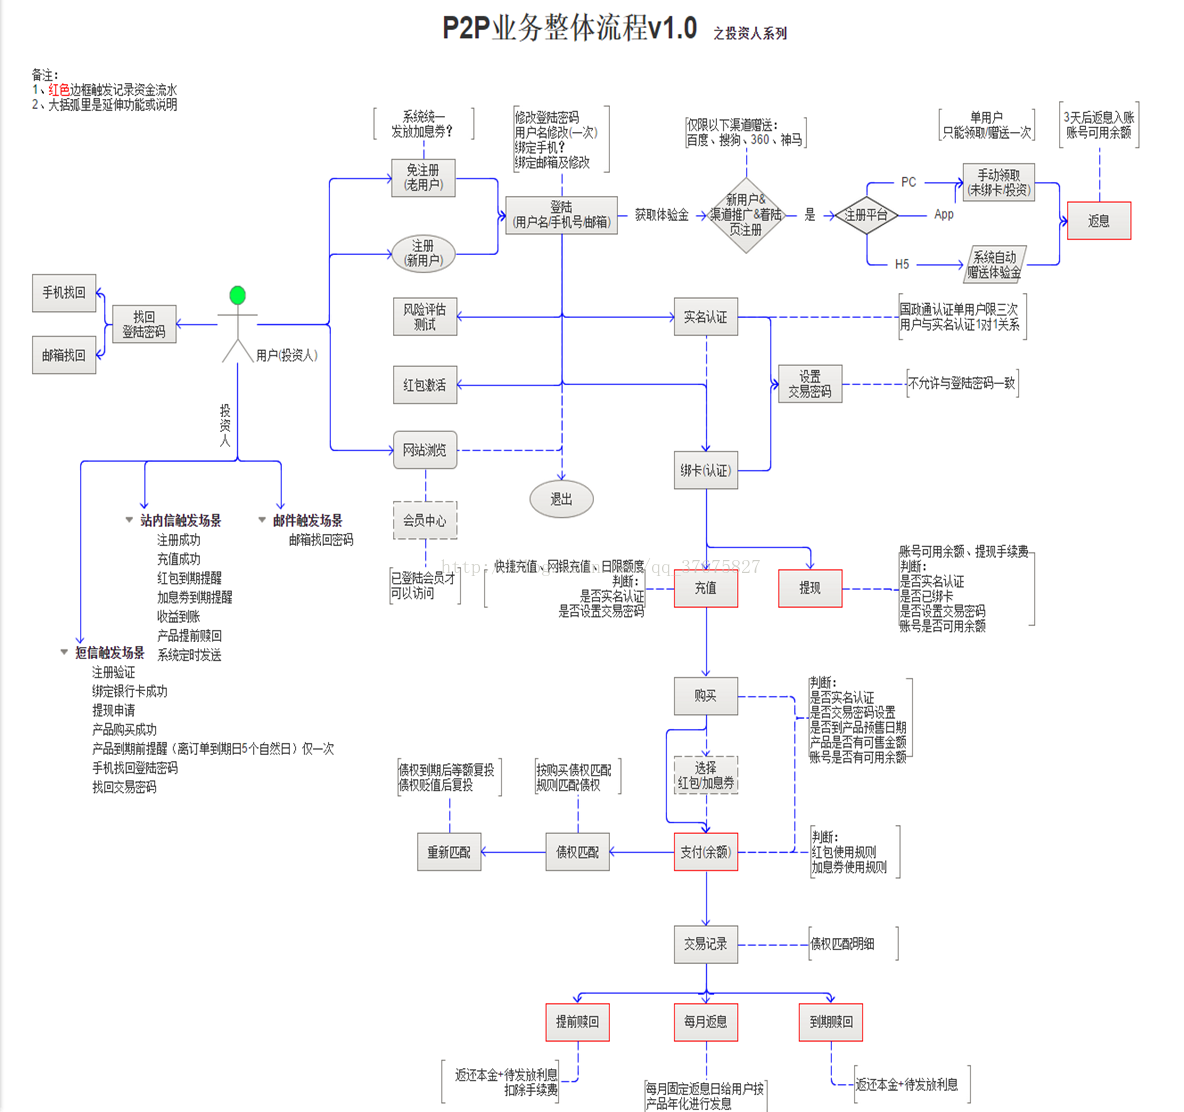 P2P业务整体流程v1.0 之投资人系列
备注:
1、红色边框触发记录资金流水
2、大括弧里是延伸功能或说明
系统统一
发放加息券?
修改登陆密码
用户名修改(一次)
绑定手机?
绑定邮箱及修改
仅限以下渠道赠送:
百度、搜狗、360、神马
单用户
只能领取/赠送一次
3天后返息入账
账号可用余额
免注册
(老用户)
注册
(新用户)
登陆
(用户名/手机号/邮箱)
获取体验金
新用户&
渠道推广&着陆
页注册
是
注册平台
PC
App
H5
手动领取
(未绑卡/投资)
系统自动
赠送体验金
返息
手机找回
邮箱找回
找回
登陆密码
用户(投资人)
投资人
风险评估
测试
红包激活
网站浏览
会员中心
已登陆会员才
可以访问
退出
实名认证
国政通认证单用户限三次
用户与实名认证1对1关系
设置
交易密码
不允许与登陆密码一致
绑卡(认证)
站内信触发场景
注册成功
充值成功
红包到期提醒
加息券到期提醒
收益到账
产品提前赎回
系统定时发送
邮件触发场景
邮箱找回密码
短信触发场景
注册验证
绑定银行卡成功
提现申请
产品购买成功
产品到期前提醒（离订单到期日5个自然日）仅一次
手机找回登陆密码
找回交易密码
快捷充值、网银充值、日限额度
判断:
是否实名认证
是否设置交易密码
充值
提现
账号可用余额、提现手续费
判断:
是否实名认证
是否已绑卡
是否设置交易密码
账号是否可用余额
购买
判断:
是否实名认证
是否交易密码设置
是否到产品预售日期
产品是否有可售金额
账号是否有可用余额
选择
红包/加息券
债权到期后等额复投
债权贬值后复投
按购买债权匹配
规则匹配债权
重新匹配
债权匹配
支付(余额)
判断:
红包使用规则
加息券使用规则
交易记录
债权匹配明细
提前赎回
每月返息
到期赎回
返还本金+待发放利息
扣除手续费
每月固定返息日给用户按
产品年化进行发息
返还本金+待发放利息